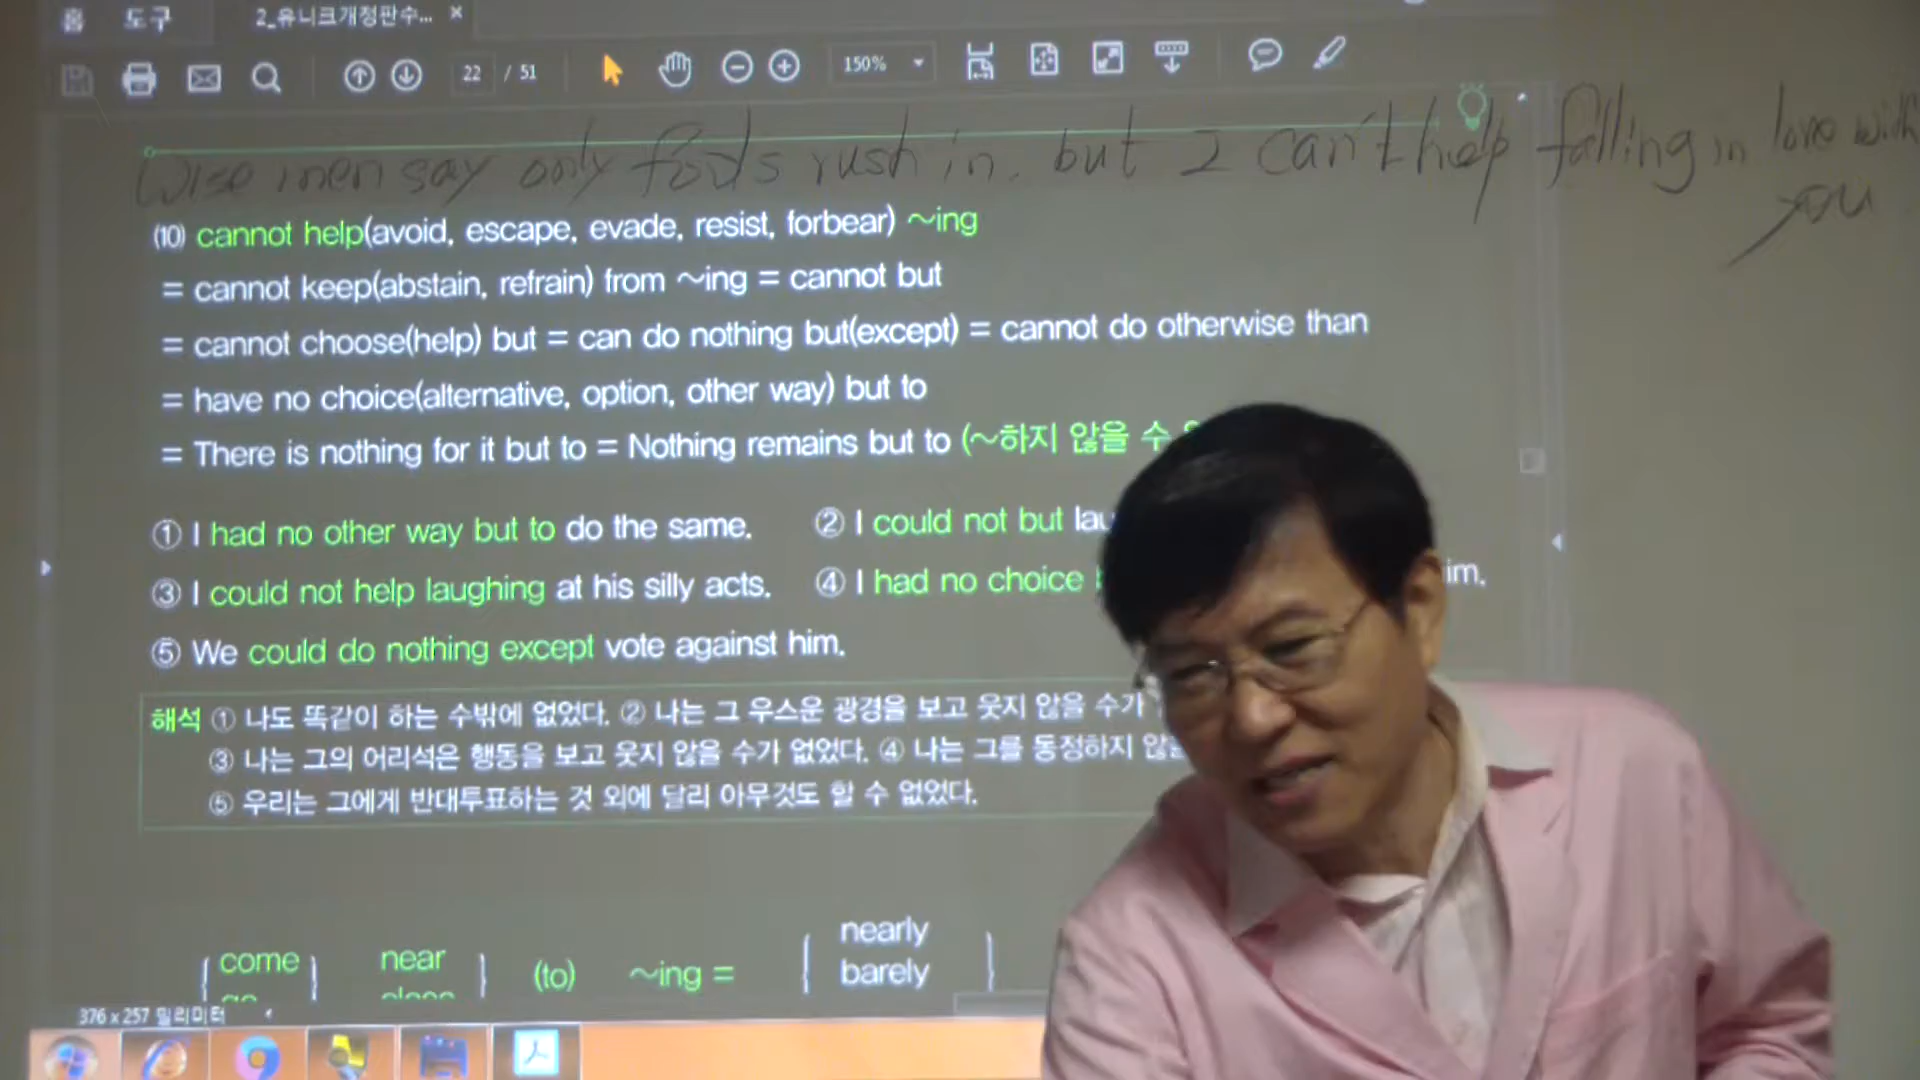 홈 도구 2_유니크개정판수... ×
22 / 51 150%
Wise men say only fools rush in, but I can't help falling in love with
you
(10) cannot help(avoid, escape, evade, resist, forbear) ~ing
= cannot keep(abstain, refrain) from ~ing = cannot but
= cannot choose(help) but = can do nothing but(except) = cannot do otherwise than
= have no choice(alternative, option, other way) but to
= There is nothing for it but to = Nothing remains but to (~하지 않을 수
① I had no other way but to do the same. ② I could not but lau
③ I could not help laughing at his silly acts. ④ I had no choice im.
⑤ We could do nothing except vote against him.
해석 ① 나도 똑같이 하는 수밖에 없었다. ② 나는 그 우스운 광경을 보고 웃지 않을 수가
③ 나는 그의 어리석은 행동을 보고 웃지 않을 수가 없었다. ④ 나는 그를 동정하지 않을
⑤ 우리는 그에게 반대투표하는 것 외에 달리 아무것도 할 수 없었다.
come near (to) ~ing = nearly
barely
376 x 257 밀리미터